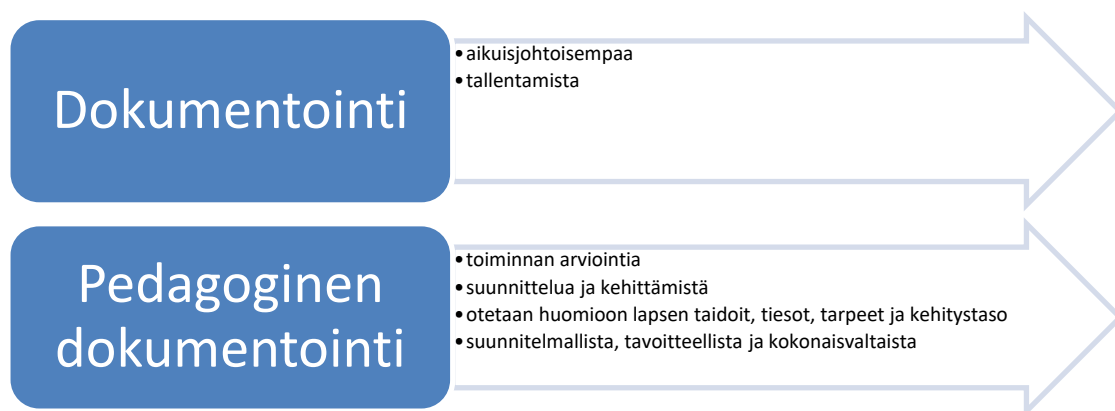 Dokumentointi
•aikuisjohtoisempaa
•tallentamista
Pedagoginen
dokumentointi
•toiminnan arviointia
•suunnittelua ja kehittämistä
•otetaan huomioon lapsen taidoit, tiesot, tarpeet ja kehitystaso
•suunnitelmallista, tavoitteellista ja kokonaisvaltaista